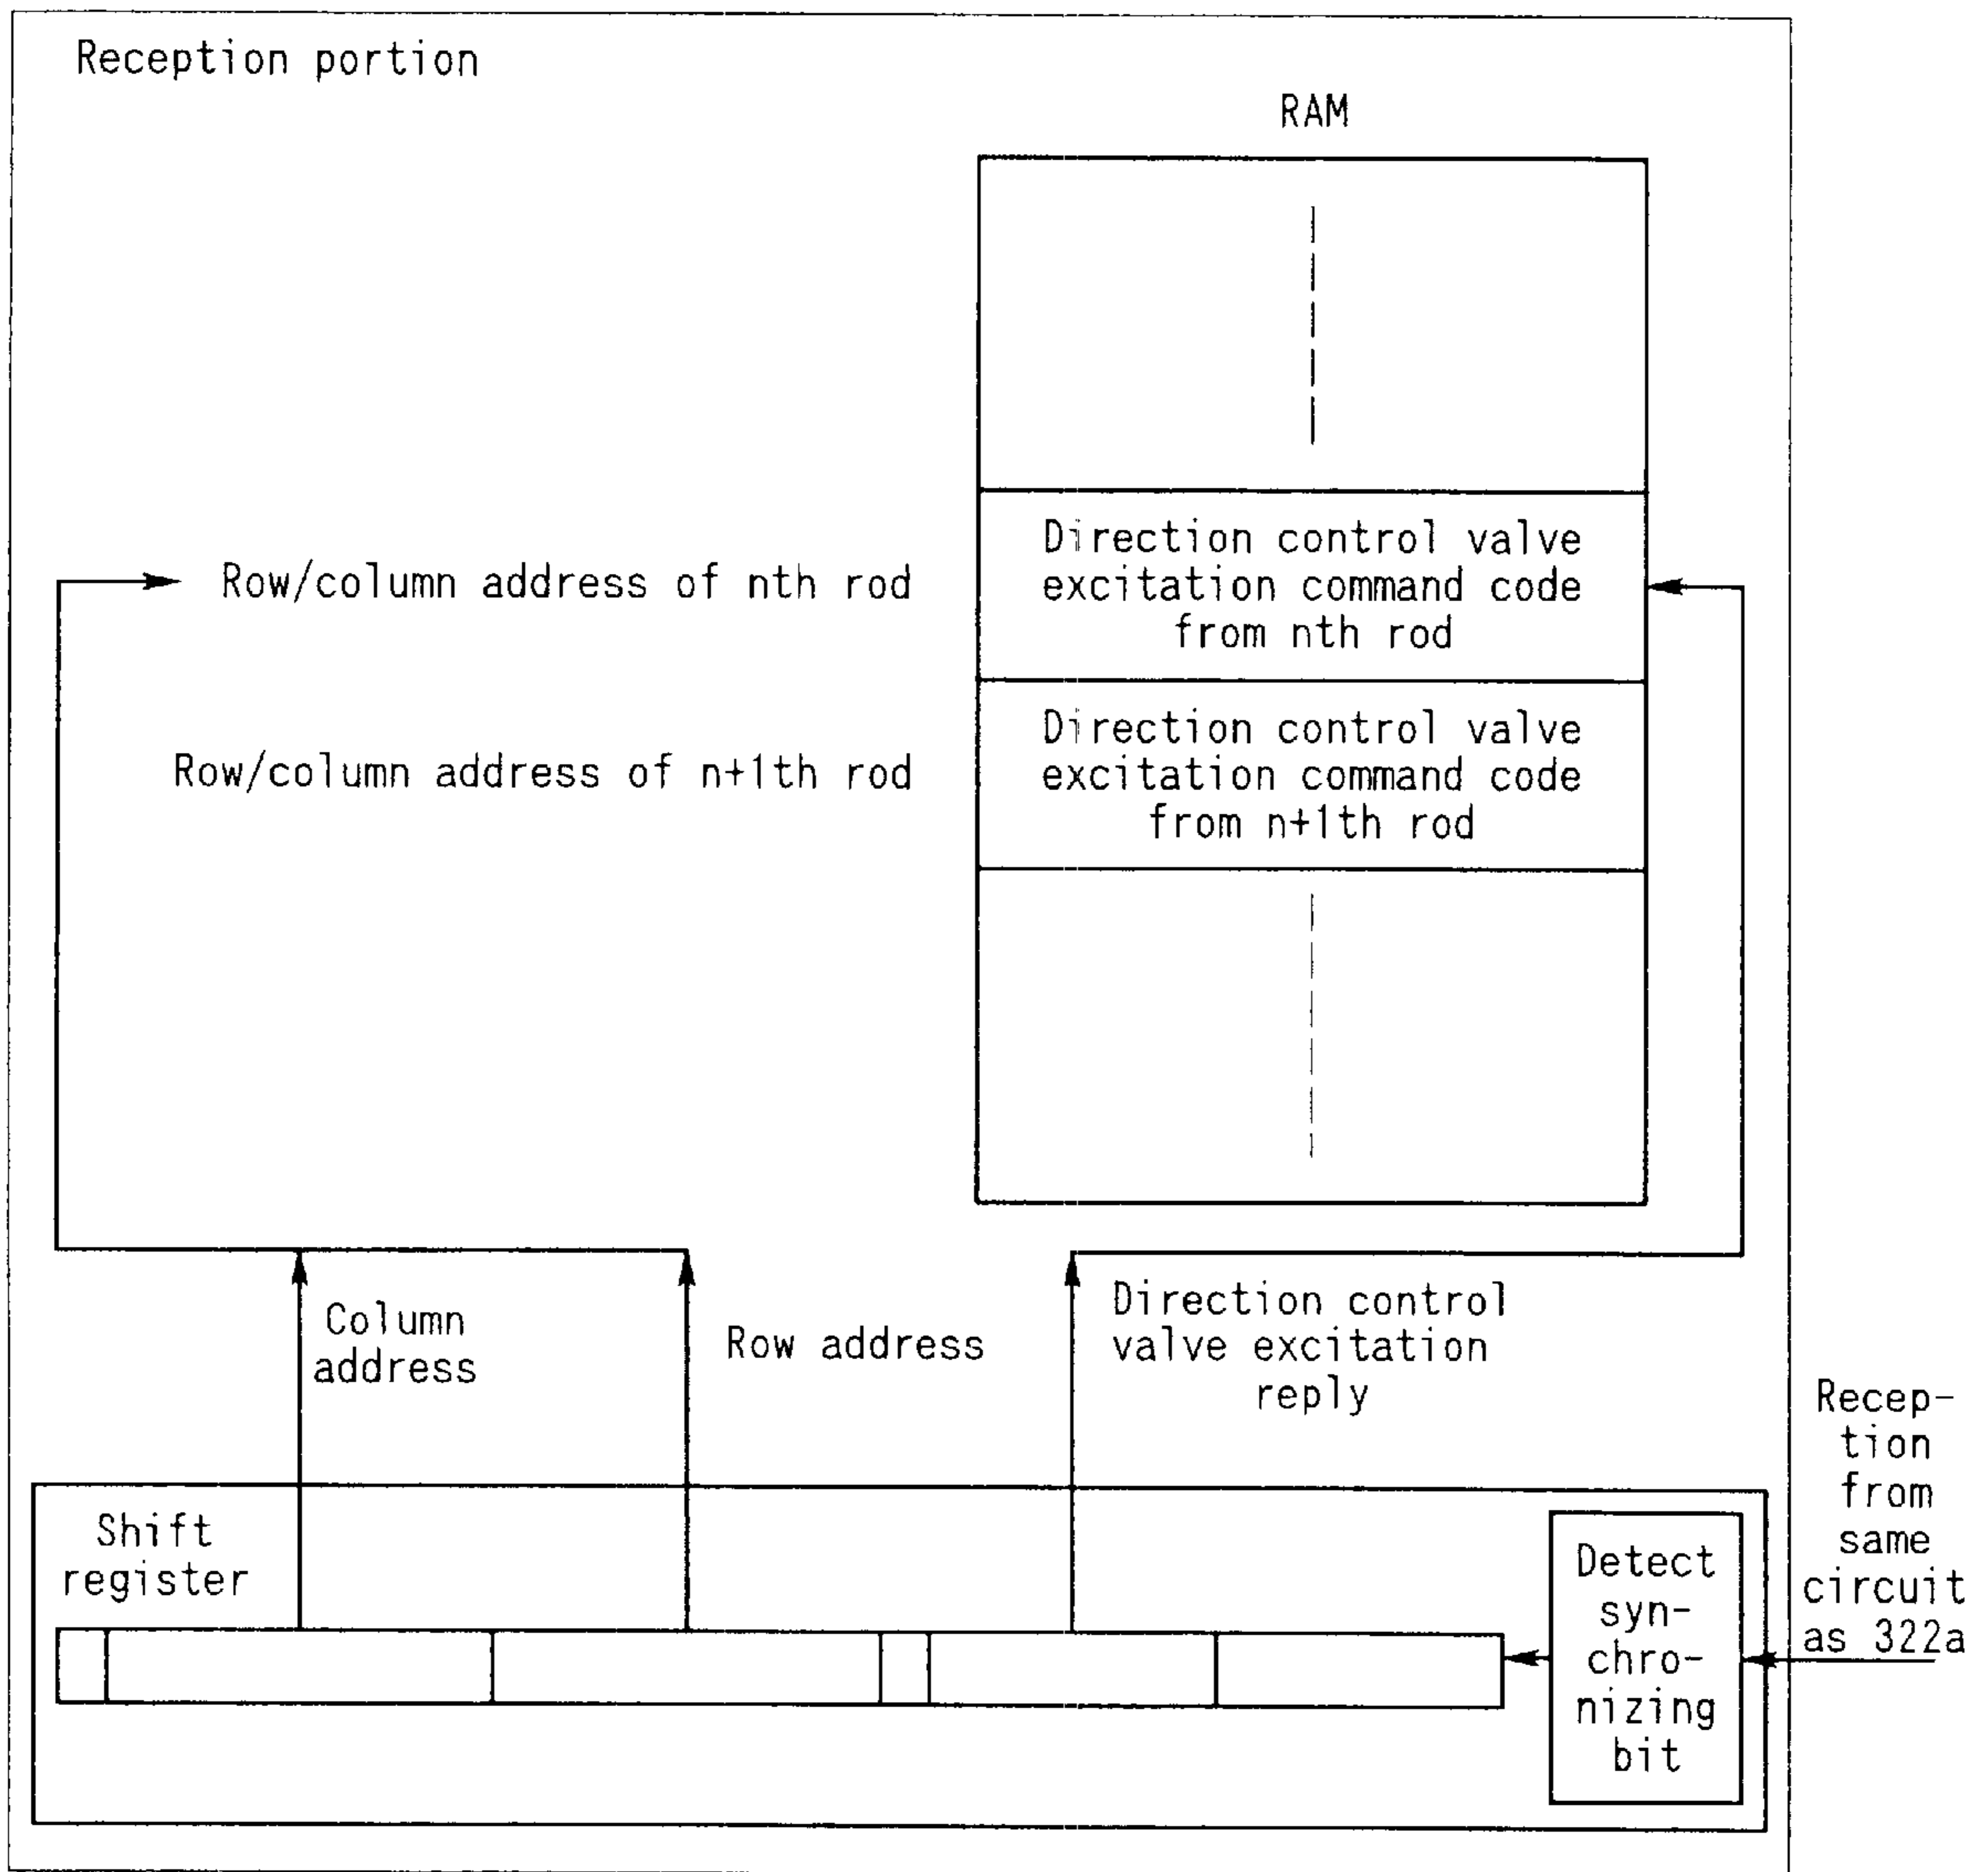 Reception portion
RAM
Direction control valve
excitation command code
from nth rod
Row/column address of nth rod
Direction control valve
excitation command code
from n+1th rod
Row/column address of n+1th rod
Column
address
Row address
Direction control
valve excitation
reply
Recep-
tion
from
same
circuit
as 322a
Shift
register
Detect
syn-
chro-
nizing
bit